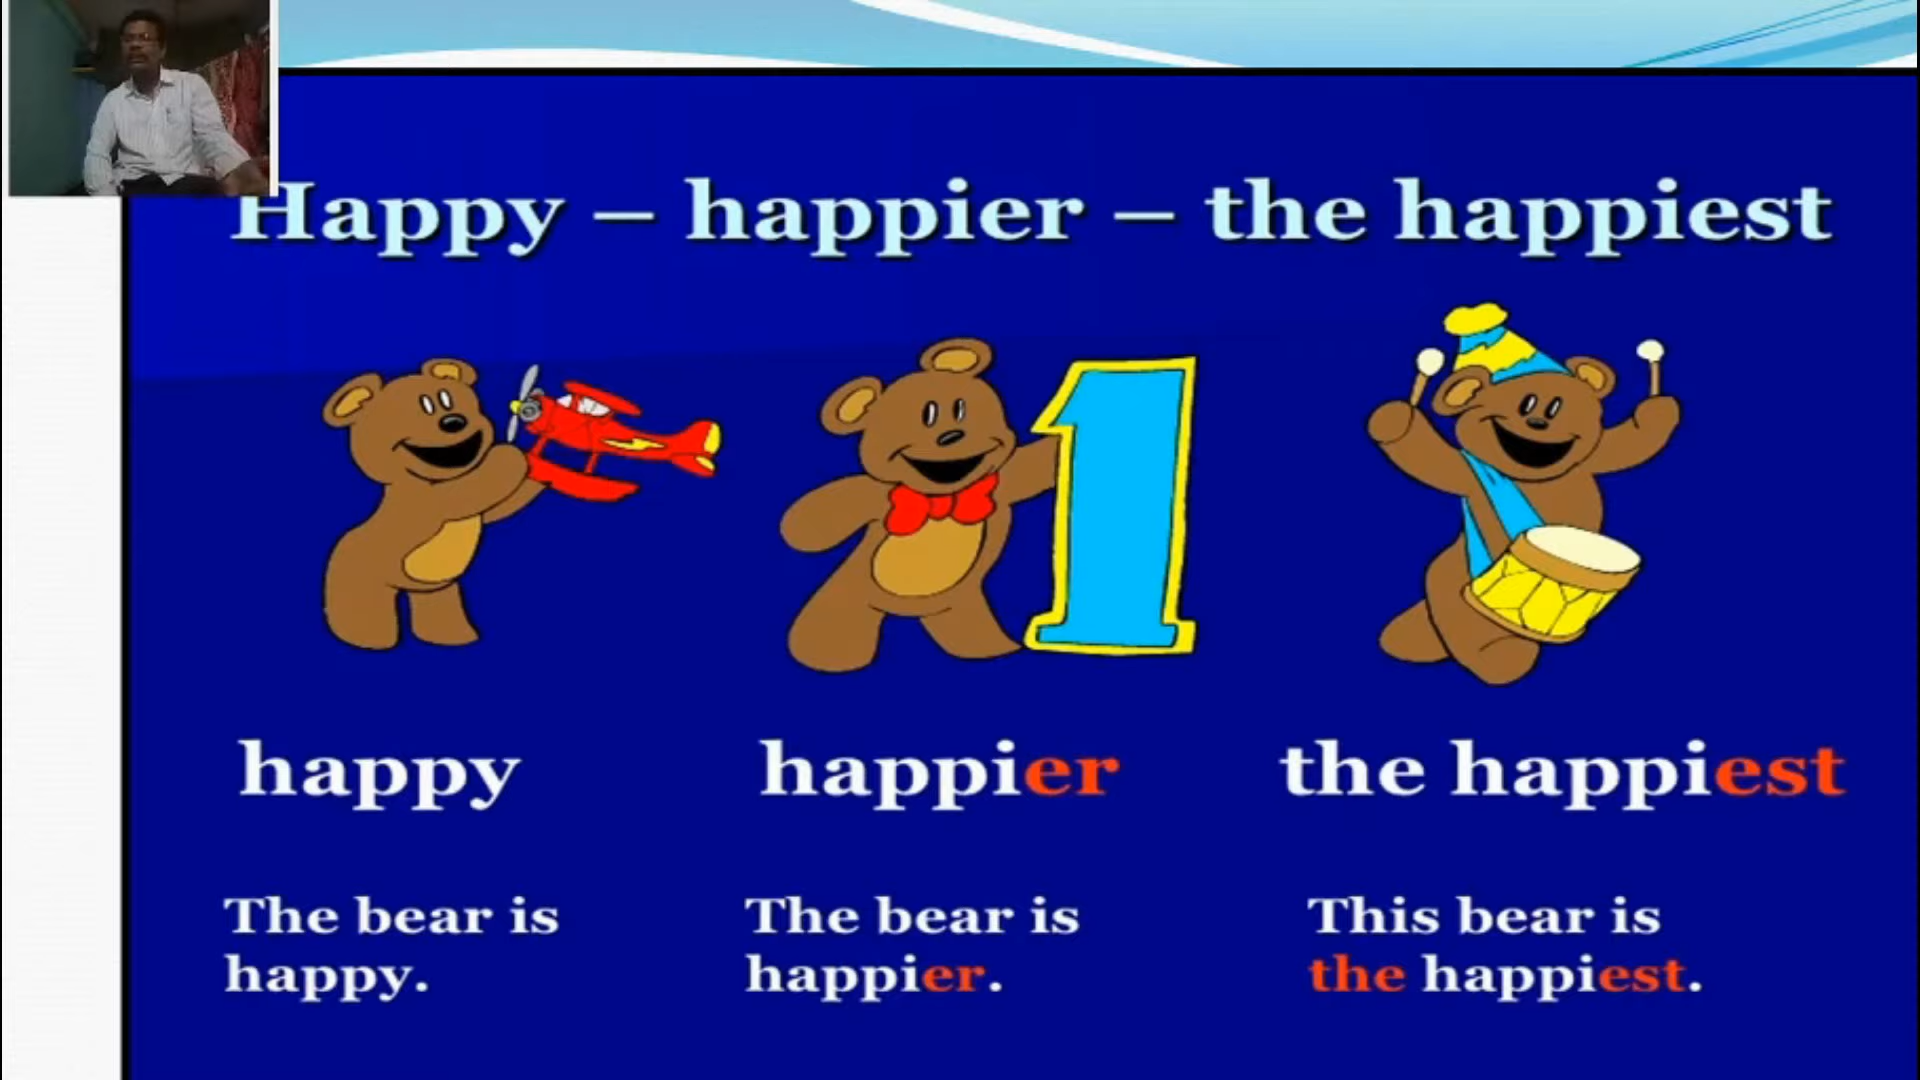 Happy – happier – the happiest
happy
happier
the happiest
The bear is
happy.
The bear is
happier.
This bear is
the happiest.
1